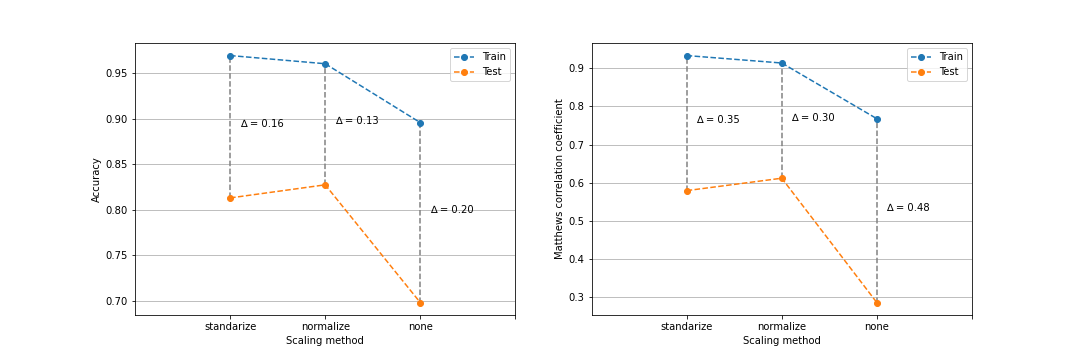 Accuracy
0.95
0.90
0.85
0.80
0.75
0.70
Train
Test
Δ = 0.16
Δ = 0.13
Δ = 0.20
standarize
normalize
none
Scaling method
Matthews correlation coefficient
0.9
0.8
0.7
0.6
0.5
0.4
0.3
Train
Test
Δ = 0.35
Δ = 0.30
Δ = 0.48
standarize
normalize
none
Scaling method